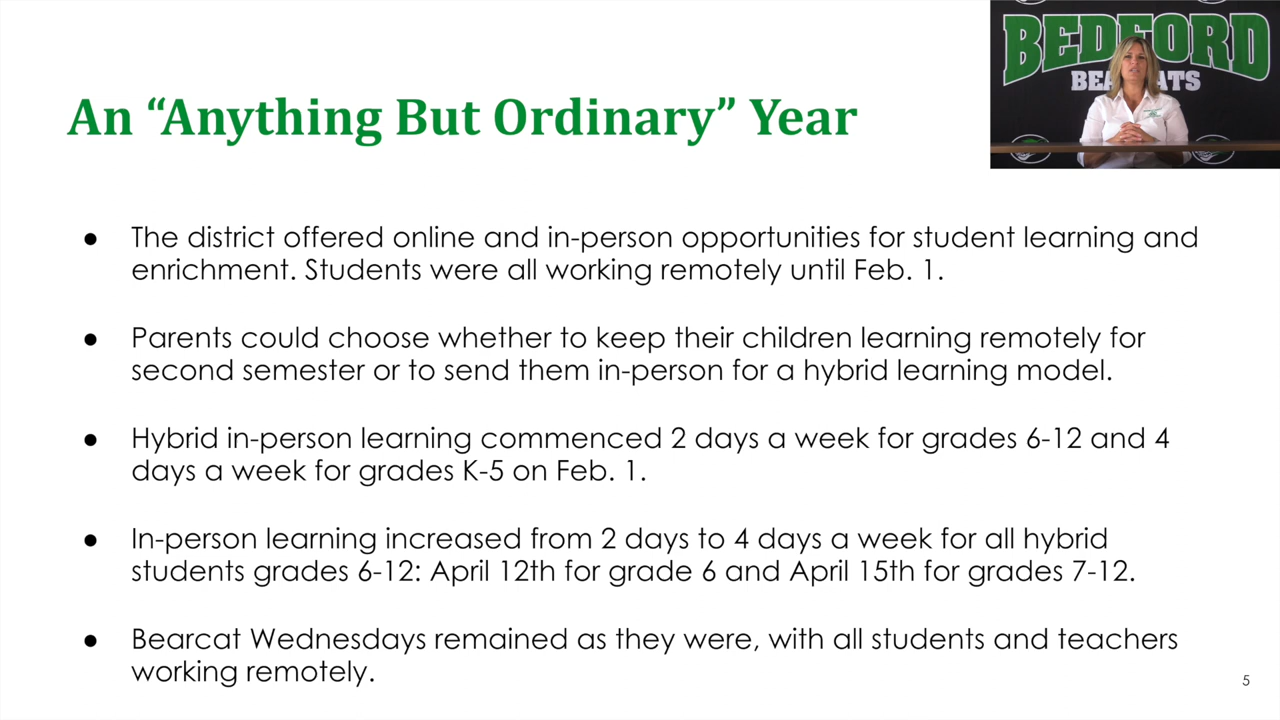 BEDFORD
An “Anything But Ordinary” Year
● The district offered online and in-person opportunities for student learning and
enrichment. Students were all working remotely until Feb. 1.
● Parents could choose whether to keep their children learning remotely for
second semester or to send them in-person for a hybrid learning model.
● Hybrid in-person learning commenced 2 days a week for grades 6-12 and 4
days a week for grades K-5 on Feb. 1.
● In-person learning increased from 2 days to 4 days a week for all hybrid
students grades 6-12: April 12th for grade 6 and April 15th for grades 7-12.
● Bearcat Wednesdays remained as they were, with all students and teachers
working remotely.
5